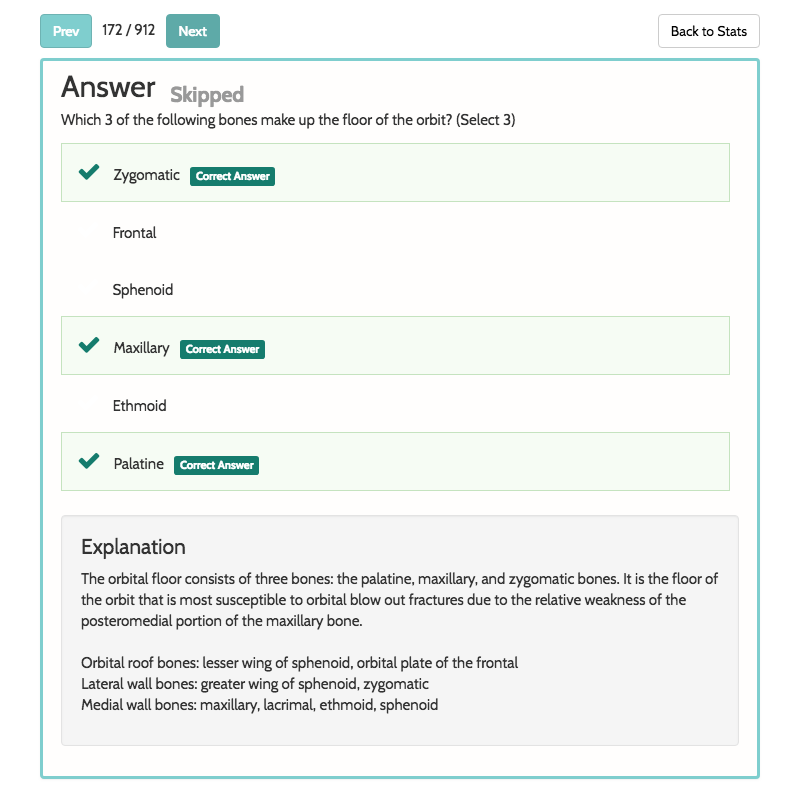 Prev 172 / 912 Next Back to Stats
Answer Skipped
Which 3 of the following bones make up the floor of the orbit? (Select 3)
Zygomatic Correct Answer
Frontal
Sphenoid
Maxillary Correct Answer
Ethmoid
Palatine Correct Answer
Explanation
The orbital floor consists of three bones: the palatine, maxillary, and zygomatic bones. It is the floor of
the orbit that is most susceptible to orbital blow out fractures due to the relative weakness of the
posteromedial portion of the maxillary bone.
Orbital roof bones: lesser wing of sphenoid, orbital plate of the frontal
Lateral wall bones: greater wing of sphenoid, zygomatic
Medial wall bones: maxillary, lacrimal, ethmoid, sphenoid